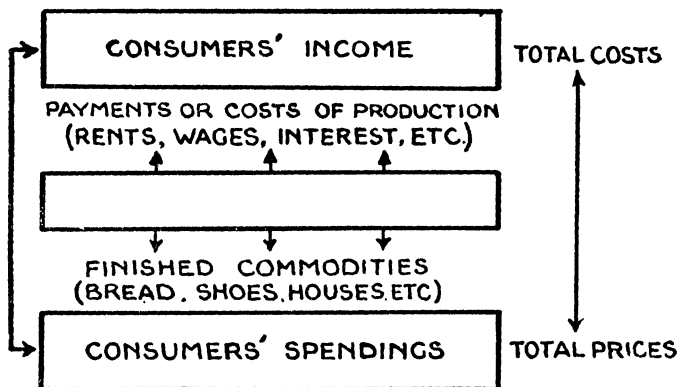 CONSUMERS' INCOME
TOTAL COSTS
PAYMENTS OR COSTS OF PRODUCTION
(RENTS, WAGES, INTEREST, ETC.)
FINISHED COMMODITIES
(BREAD, SHOES, HOUSES, ETC)
CONSUMERS' SPENDINGS
TOTAL PRICES